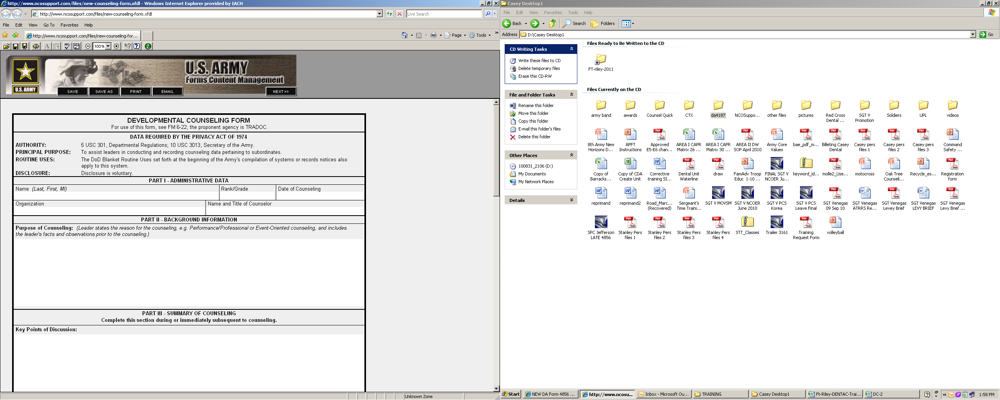 http://www.ncosupport.com/files/new-counseling-form.xfdl - Windows Internet Explorer provided by IACH
http://www.ncosupport.com/files/new-counseling-form.xfdl
Live Search
File Edit View Go To Favorites Help
http://www.ncosupport.com/files/new-counseling-for...
Page Tools
100%
U.S. ARMY
Forms Content Management
U.S. ARMY
SAVE SAVE AS PRINT EMAIL NEXT >>
DEVELOPMENTAL COUNSELING FORM
For use of this form, see FM 6-22; the proponent agency is TRADOC.
DATA REQUIRED BY THE PRIVACY ACT OF 1974
AUTHORITY: 5 USC 301, Departmental Regulations; 10 USC 3013, Secretary of the Army.
PRINCIPAL PURPOSE: To assist leaders in conducting and recording counseling data pertaining to subordinates.
ROUTINE USES: The DoD Blanket Routine Uses set forth at the beginning of the Army's compilation of systems or records notices also
apply to this system.
DISCLOSURE: Disclosure is voluntary.
PART I - ADMINISTRATIVE DATA
Name (Last, First, MI) Rank/Grade Date of Counseling
Organization Name and Title of Counselor
PART II - BACKGROUND INFORMATION
Purpose of Counseling: (Leader states the reason for the counseling, e.g. Performance/Professional or Event-Oriented counseling, and includes
the leader's facts and observations prior to the counseling.)
PART III - SUMMARY OF COUNSELING
Complete this section during or immediately subsequent to counseling.
Key Points of Discussion:
Unknown Zone
Casey Desktop1
File Edit View Favorites Tools Help
Back Search Folders
Address D:\Casey Desktop1 Go
CD Writing Tasks
Write these files to CD
Delete temporary files
Erase this CD-RW
File and Folder Tasks
Rename this folder
Move this folder
Copy this folder
E-mail this folder's files
Delete this folder
Other Places
100831_2106 (D:)
My Documents
My Network Places
Details
Files Ready to Be Written to the CD
FT-riley-2011
Files Currently on the CD
army band awards Counsel Quick CTX da4187 NCOSuppo... other files pictures Red Cross SGT V Soldiers UPL videos
Dental ... Promotion
8th Army New APFT Approved AREA I CAPR AREA I CAPR AREA II DW Army Core bae_pdf_m... Billeting Casey Casey pers Casey pers Casey pers Command
Horizons D... Instructions E5-E6 chan... Matrix 26 ... Matrix 30 ... SOP April 2010 Values Dental files 1 files 2 files 3 Safety ...
Copy of Copy of CDA Corrective Dental Unit draw FamAdv Troop FINAL SGT V keyword_id... molle2_Use... motocross Oak Tree Recycle_es... Registration
Barracks... Create Unit training SI... Waterline Educ 1-10 ... NCOER Ju... Counseli... form
reprimand reprimand2 Road_Marc... Sergeant's SGT V MOVSM SGT V NCOER SGT V PCS SGT V PCS SGT Venegas SGT Venegas SGT Venegas SGT Venegas SGT Venegas
(Recovered) Time Traini... June 2010 Korea Leave Final 09 Sep 10 ATRRS Re... Levey Brief LEVY BRIEF Levy Brief ...
SPC Jefferson Stanley Pers Stanley Pers Stanley Pers Stanley Pers STT_Classes Trailer 3161 Training volleyball
LATE 4856 files 1 files 2 files 3 files 4 Request Form
Start NEW DA Form 4856 ... http://www.ncosu... Inbox - Microsoft Ou... TRAINING Casey Desktop1 Ft-Riley-DENTAC-Trai... DC-2 1:58 PM